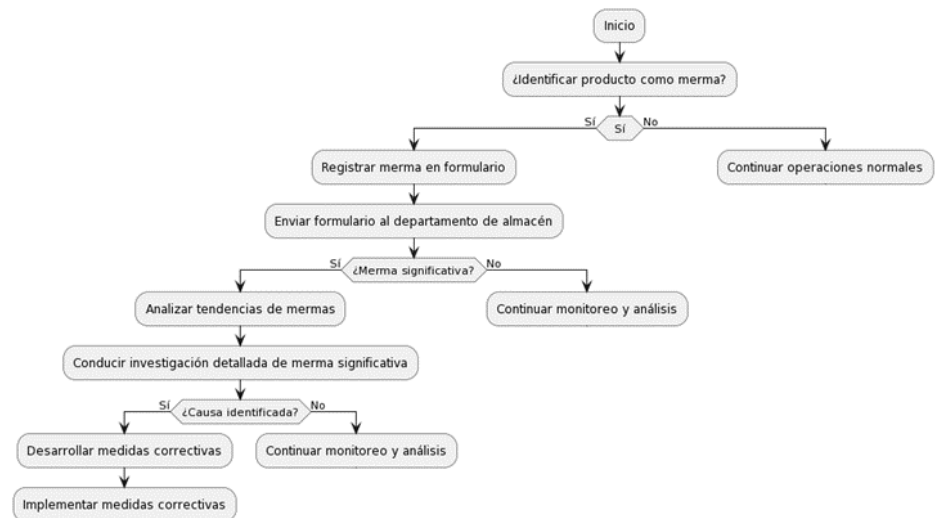 Inicio
¿Identificar producto como merma?
Sí
Sí
No
Registrar merma en formulario
Continuar operaciones normales
Enviar formulario al departamento de almacén
Sí
¿Merma significativa?
No
Analizar tendencias de mermas
Continuar monitoreo y análisis
Conducir investigación detallada de merma significativa
Sí
¿Causa identificada?
No
Desarrollar medidas correctivas
Continuar monitoreo y análisis
Implementar medidas correctivas